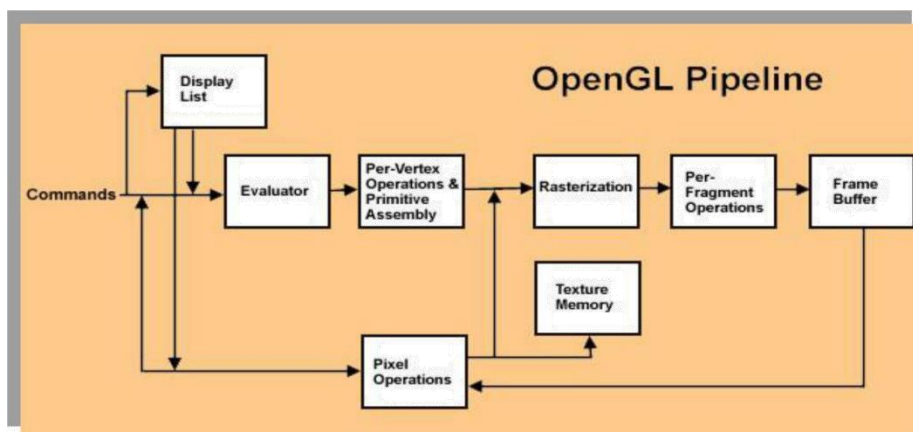 OpenGL Pipeline
Display
List
Commands
Evaluator
Per-Vertex
Operations &
Primitive
Assembly
Rasterization
Per-
Fragment
Operations
Frame
Buffer
Texture
Memory
Pixel
Operations